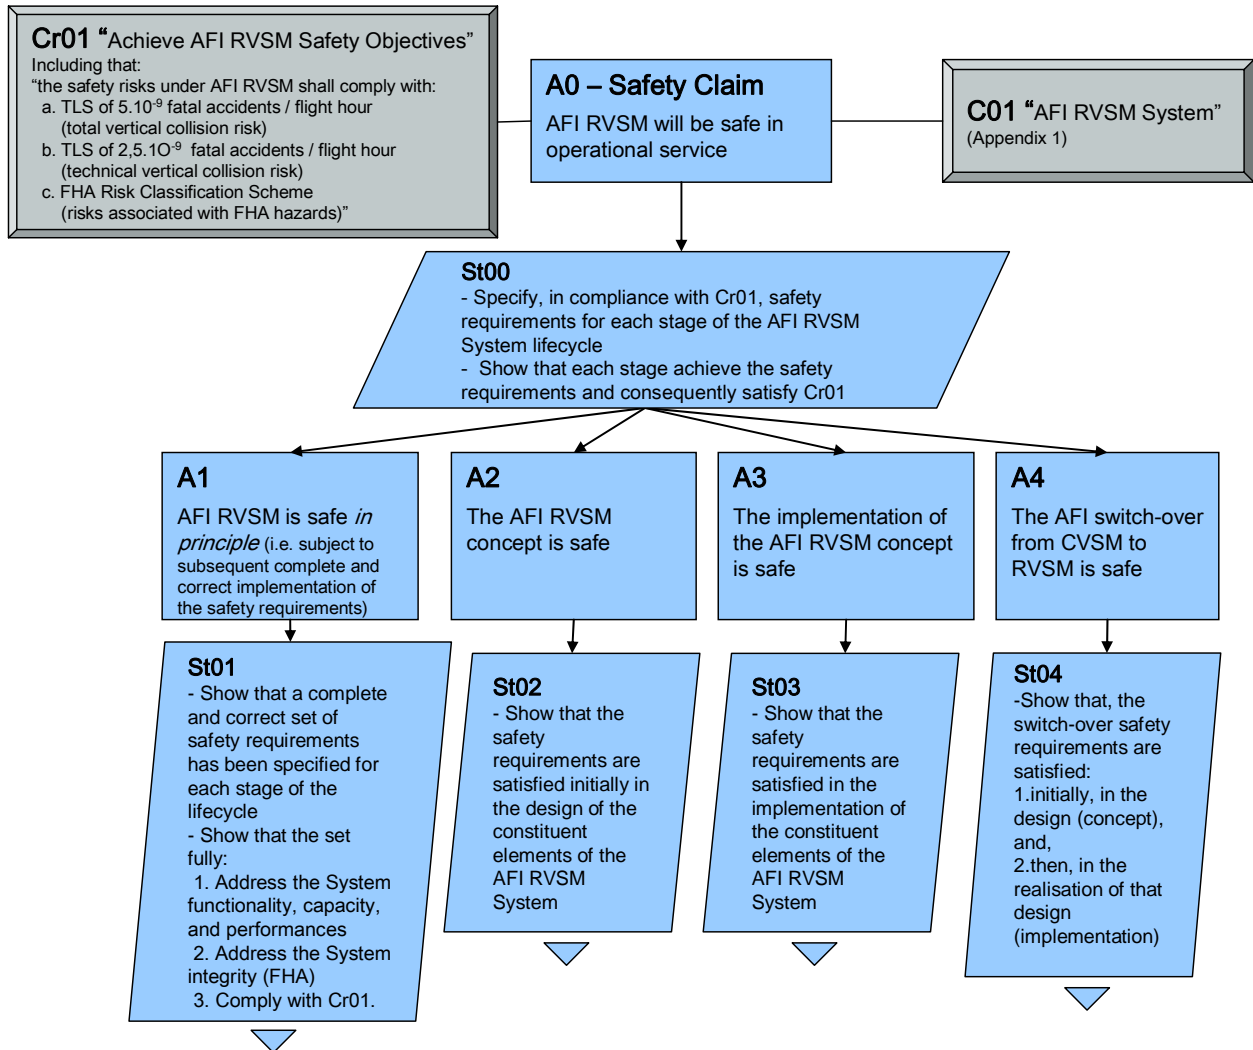 Cr01 “Achieve AFI RVSM Safety Objectives”
Including that:
“the safety risks under AFI RVSM shall comply with:
a. TLS of 5.10⁻⁹ fatal accidents / flight hour
(total vertical collision risk)
b. TLS of 2,5.1O⁻⁹ fatal accidents / flight hour
(technical vertical collision risk)
c. FHA Risk Classification Scheme
(risks associated with FHA hazards)”
A0 – Safety Claim
AFI RVSM will be safe in
operational service
C01 “AFI RVSM System”
(Appendix 1)
St00
- Specify, in compliance with Cr01, safety
requirements for each stage of the AFI RVSM
System lifecycle
- Show that each stage achieve the safety
requirements and consequently satisfy Cr01
A1
AFI RVSM is safe in
principle (i.e. subject to
subsequent complete and
correct implementation of
the safety requirements)
A2
The AFI RVSM
concept is safe
A3
The implementation of
the AFI RVSM concept
is safe
A4
The AFI switch-over
from CVSM to
RVSM is safe
St01
- Show that a complete
and correct set of
safety requirements
has been specified for
each stage of the
lifecycle
- Show that the set
fully:
1. Address the System
functionality, capacity,
and performances
2. Address the System
integrity (FHA)
3. Comply with Cr01.
St02
- Show that the
safety
requirements are
satisfied initially in
the design of the
constituent
elements of the
AFI RVSM
System
St03
- Show that the
safety
requirements are
satisfied in the
implementation of
the constituent
elements of the
AFI RVSM
System
St04
-Show that, the
switch-over safety
requirements are
satisfied:
1.initially, in the
design (concept),
and,
2.then, in the
realisation of that
design
(implementation)